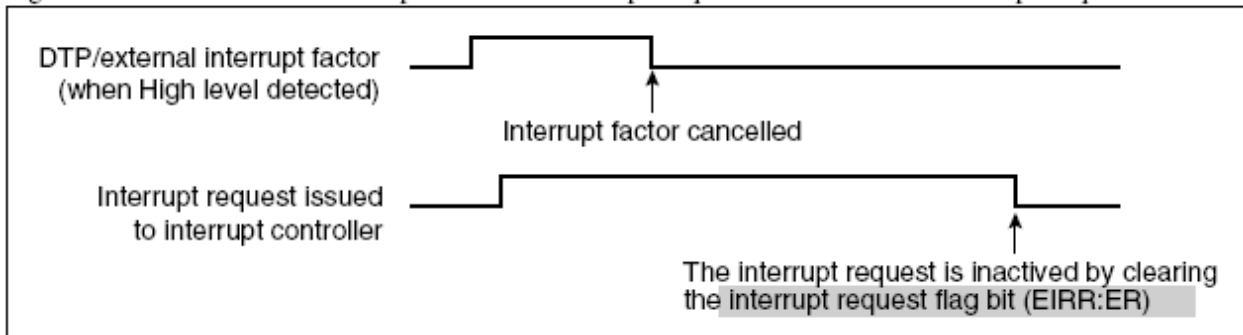 DTP/external interrupt factor
(when High level detected)
Interrupt factor cancelled
Interrupt request issued
to interrupt controller
The interrupt request is inactived by clearing
the interrupt request flag bit (EIRR:ER)